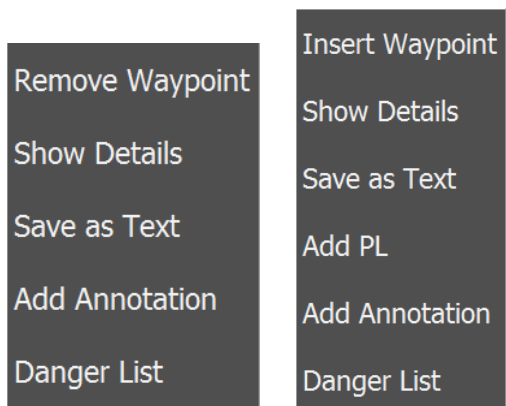 Remove Waypoint
Show Details
Save as Text
Add Annotation
Danger List
Insert Waypoint
Show Details
Save as Text
Add PL
Add Annotation
Danger List